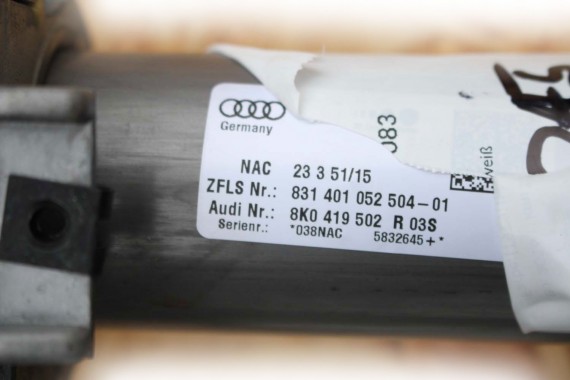 Germany
083
weiß
NAC 23 3 51/15
ZFLS Nr.: 831 401 052 504-01
Audi Nr.: 8K0 419 502 R 03S
Serienr.: *038NAC 5832645+*